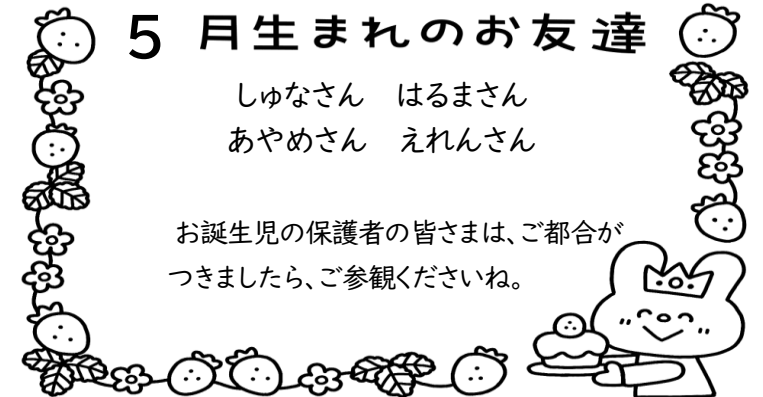 5月生まれのお友達
しゅなさん　はるまさん
あやめさん　えれんさん
お誕生児の保護者の皆さまは、ご都合が
つきましたら、ご参観くださいね。